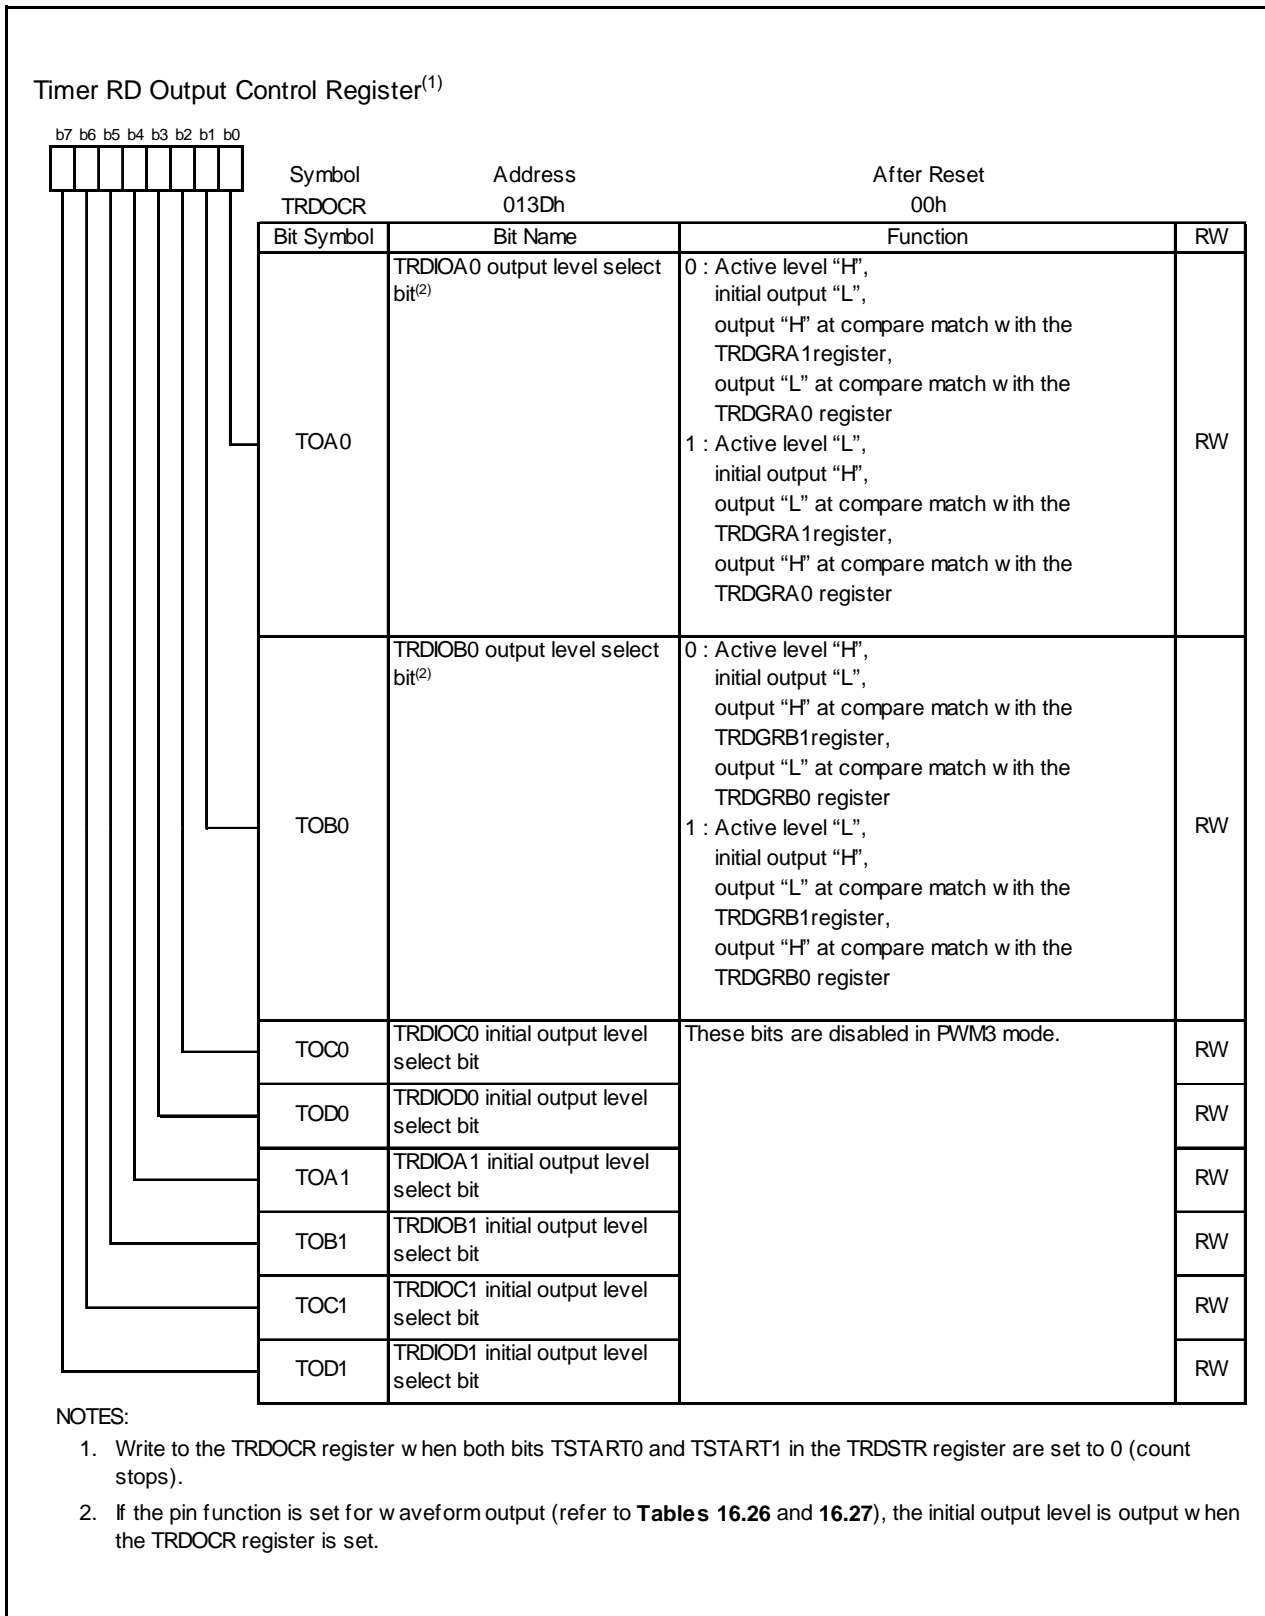 Timer RD Output Control Register(1)
b7 b6 b5 b4 b3 b2 b1 b0
Symbol Address After Reset
TRDOCR 013Dh 00h
Bit Symbol Bit Name Function RW
TOA0
TRDIOA0 output level select
bit(2)
0 : Active level “H”,
initial output “L”,
output “H” at compare match with the
TRDGRA1register,
output “L” at compare match with the
TRDGRA0 register
1 : Active level “L”,
initial output “H”,
output “L” at compare match with the
TRDGRA1register,
output “H” at compare match with the
TRDGRA0 register
RW
TOB0
TRDIOB0 output level select
bit(2)
0 : Active level “H”,
initial output “L”,
output “H” at compare match with the
TRDGRB1register,
output “L” at compare match with the
TRDGRB0 register
1 : Active level “L”,
initial output “H”,
output “L” at compare match with the
TRDGRB1register,
output “H” at compare match with the
TRDGRB0 register
RW
TOC0
TRDIOC0 initial output level
select bit
These bits are disabled in PWM3 mode.
RW
TOD0
TRDIOD0 initial output level
select bit
RW
TOA1
TRDIOA1 initial output level
select bit
RW
TOB1
TRDIOB1 initial output level
select bit
RW
TOC1
TRDIOC1 initial output level
select bit
RW
TOD1
TRDIOD1 initial output level
select bit
RW
NOTES:
1. Write to the TRDOCR register when both bits TSTART0 and TSTART1 in the TRDSTR register are set to 0 (count
stops).
2. If the pin function is set for waveform output (refer to Tables 16.26 and 16.27), the initial output level is output when
the TRDOCR register is set.